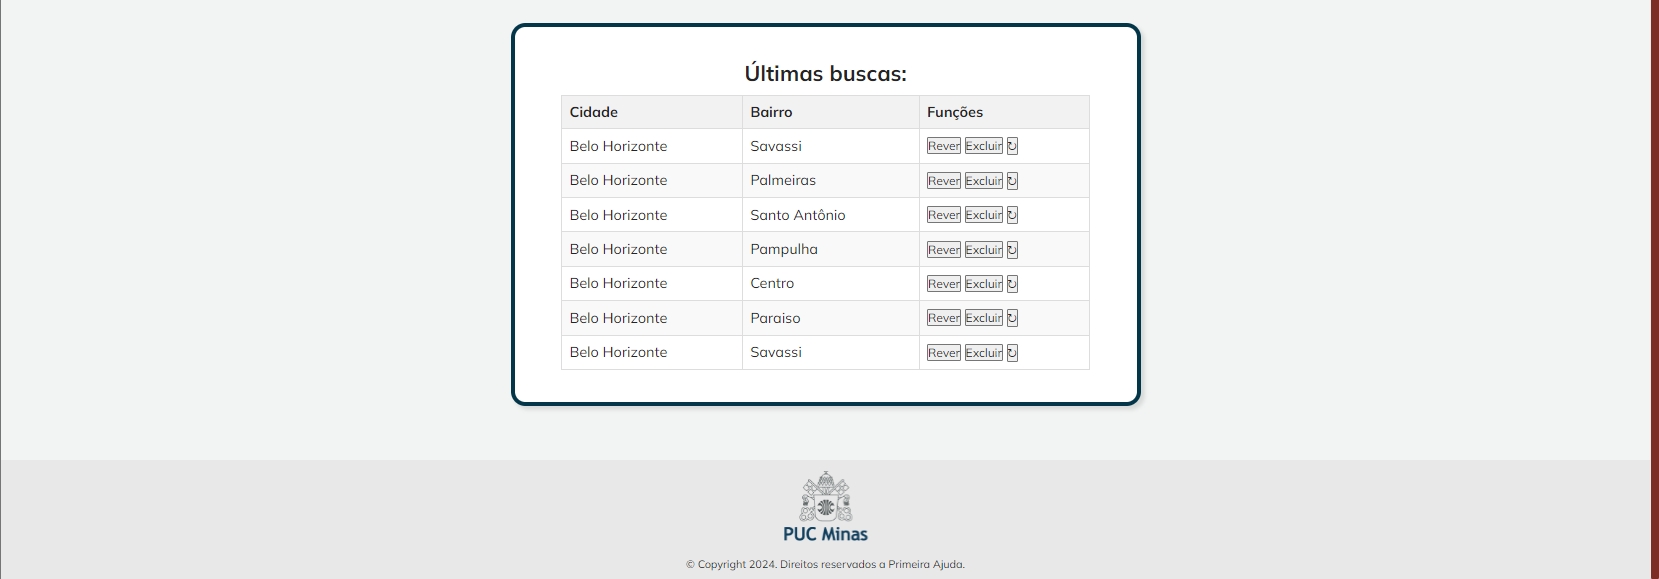 Últimas buscas:
Cidade Bairro Funções
Belo Horizonte Savassi Rever Excluir ↻
Belo Horizonte Palmeiras Rever Excluir ↻
Belo Horizonte Santo Antônio Rever Excluir ↻
Belo Horizonte Pampulha Rever Excluir ↻
Belo Horizonte Centro Rever Excluir ↻
Belo Horizonte Paraiso Rever Excluir ↻
Belo Horizonte Savassi Rever Excluir ↻
PUC Minas
© Copyright 2024. Direitos reservados a Primeira Ajuda.